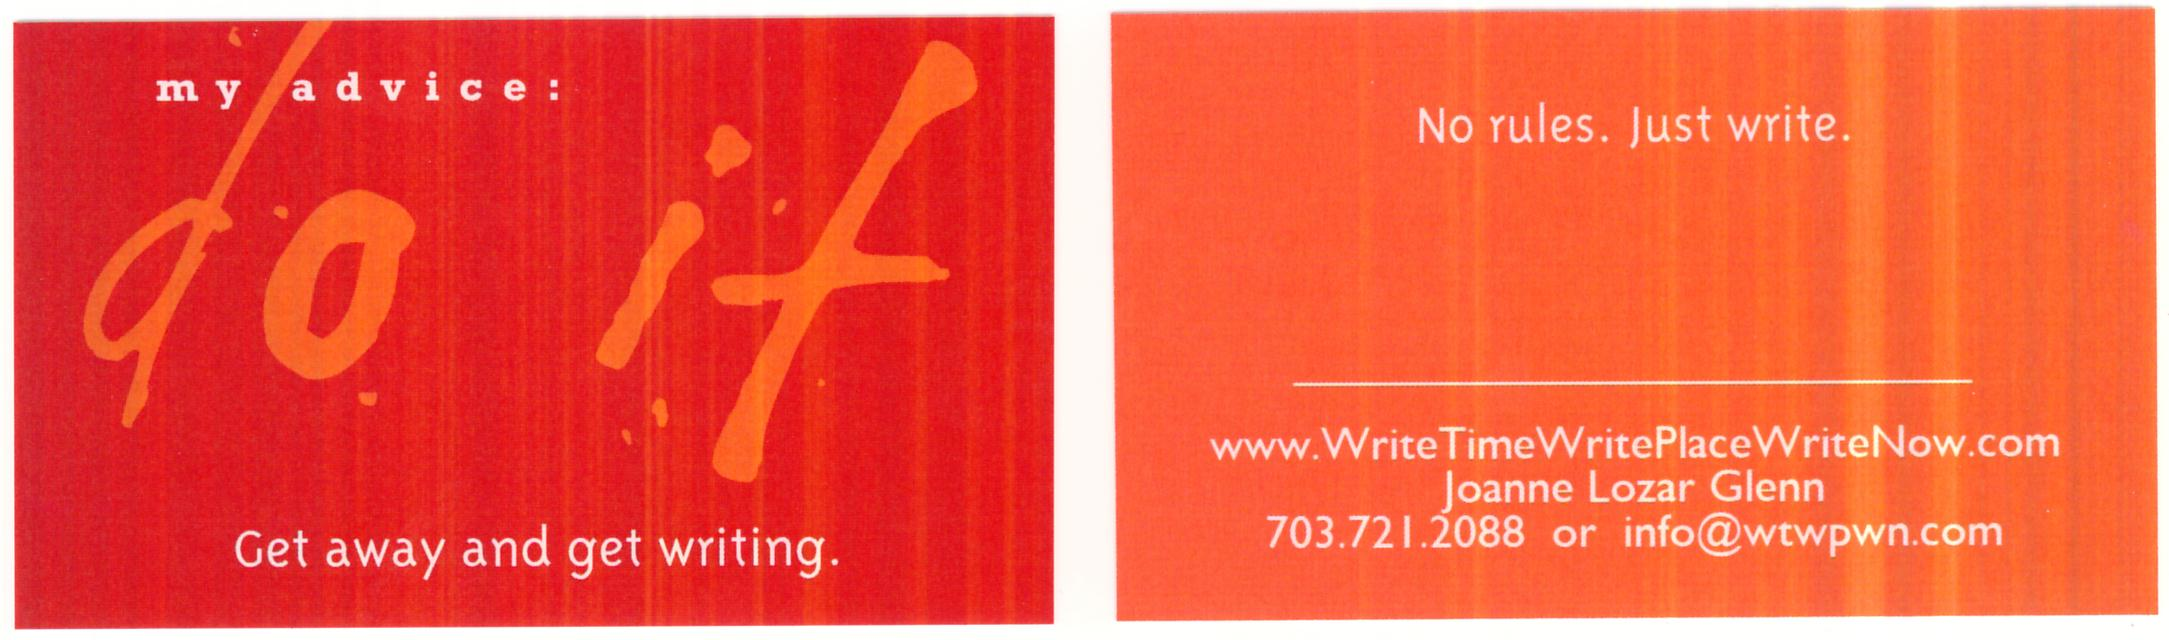 my advice:
do it
Get away and get writing.
No rules. Just write.
www.WriteTimeWritePlaceWriteNow.com
Joanne Lozar Glenn
703.721.2088 or info@wtwpwn.com